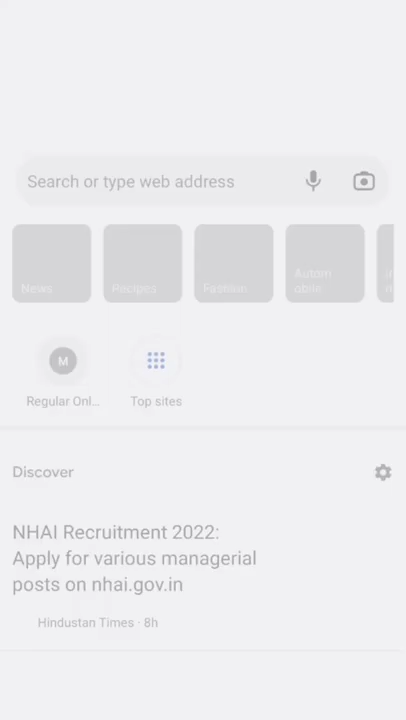 Search or type web address
News
Recipes
Fashion
Autom
obile
M
Regular Onl...
Top sites
Discover
NHAI Recruitment 2022:
Apply for various managerial
posts on nhai.gov.in
Hindustan Times · 8h